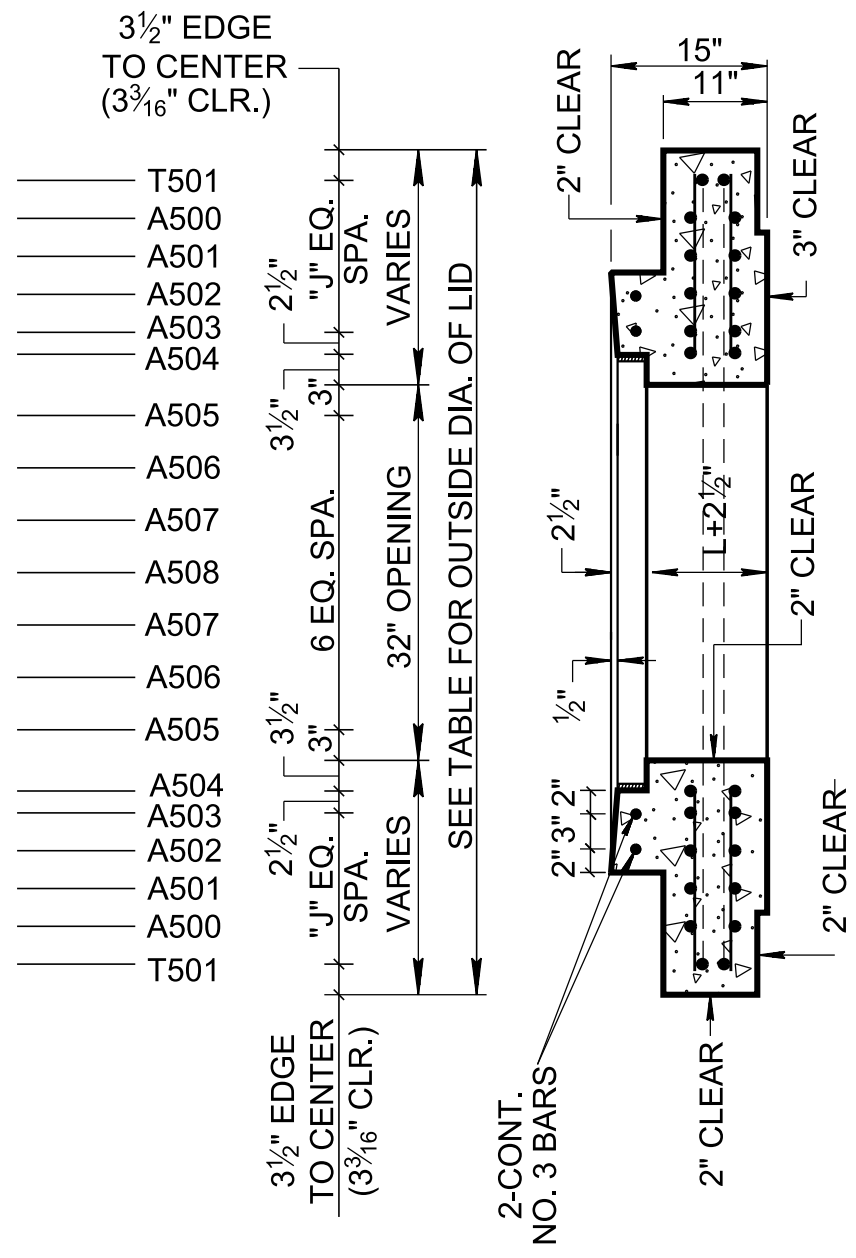 3½" EDGE
TO CENTER
(3³⁄₁₆" CLR.)
T501
A500
A501
A502
A503
A504
A505
A506
A507
A508
A507
A506
A505
A504
A503
A502
A501
A500
T501
"J" EQ.
SPA.
2½"
3½"
3"
6 EQ. SPA.
3½"
3"
2½"
"J" EQ.
SPA.
3½" EDGE
TO CENTER
(3³⁄₁₆" CLR.)
VARIES
32" OPENING
VARIES
SEE TABLE FOR OUTSIDE DIA. OF LID
15"
11"
2" CLEAR
3" CLEAR
2½"
L+2½"
2" CLEAR
½"
2"
3"
2"
2" CLEAR
2" CLEAR
2-CONT.
NO. 3 BARS